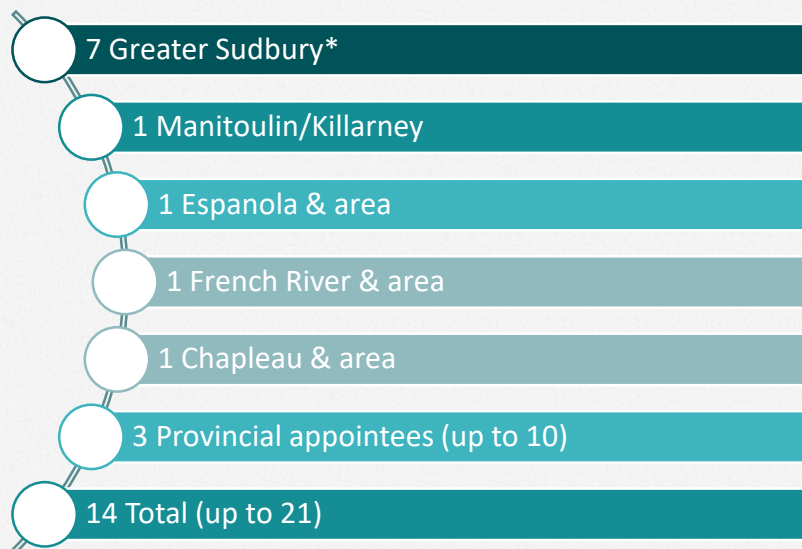 7 Greater Sudbury*
1 Manitoulin/Killarney
1 Espanola & area
1 French River & area
1 Chapleau & area
3 Provincial appointees (up to 10)
14 Total (up to 21)